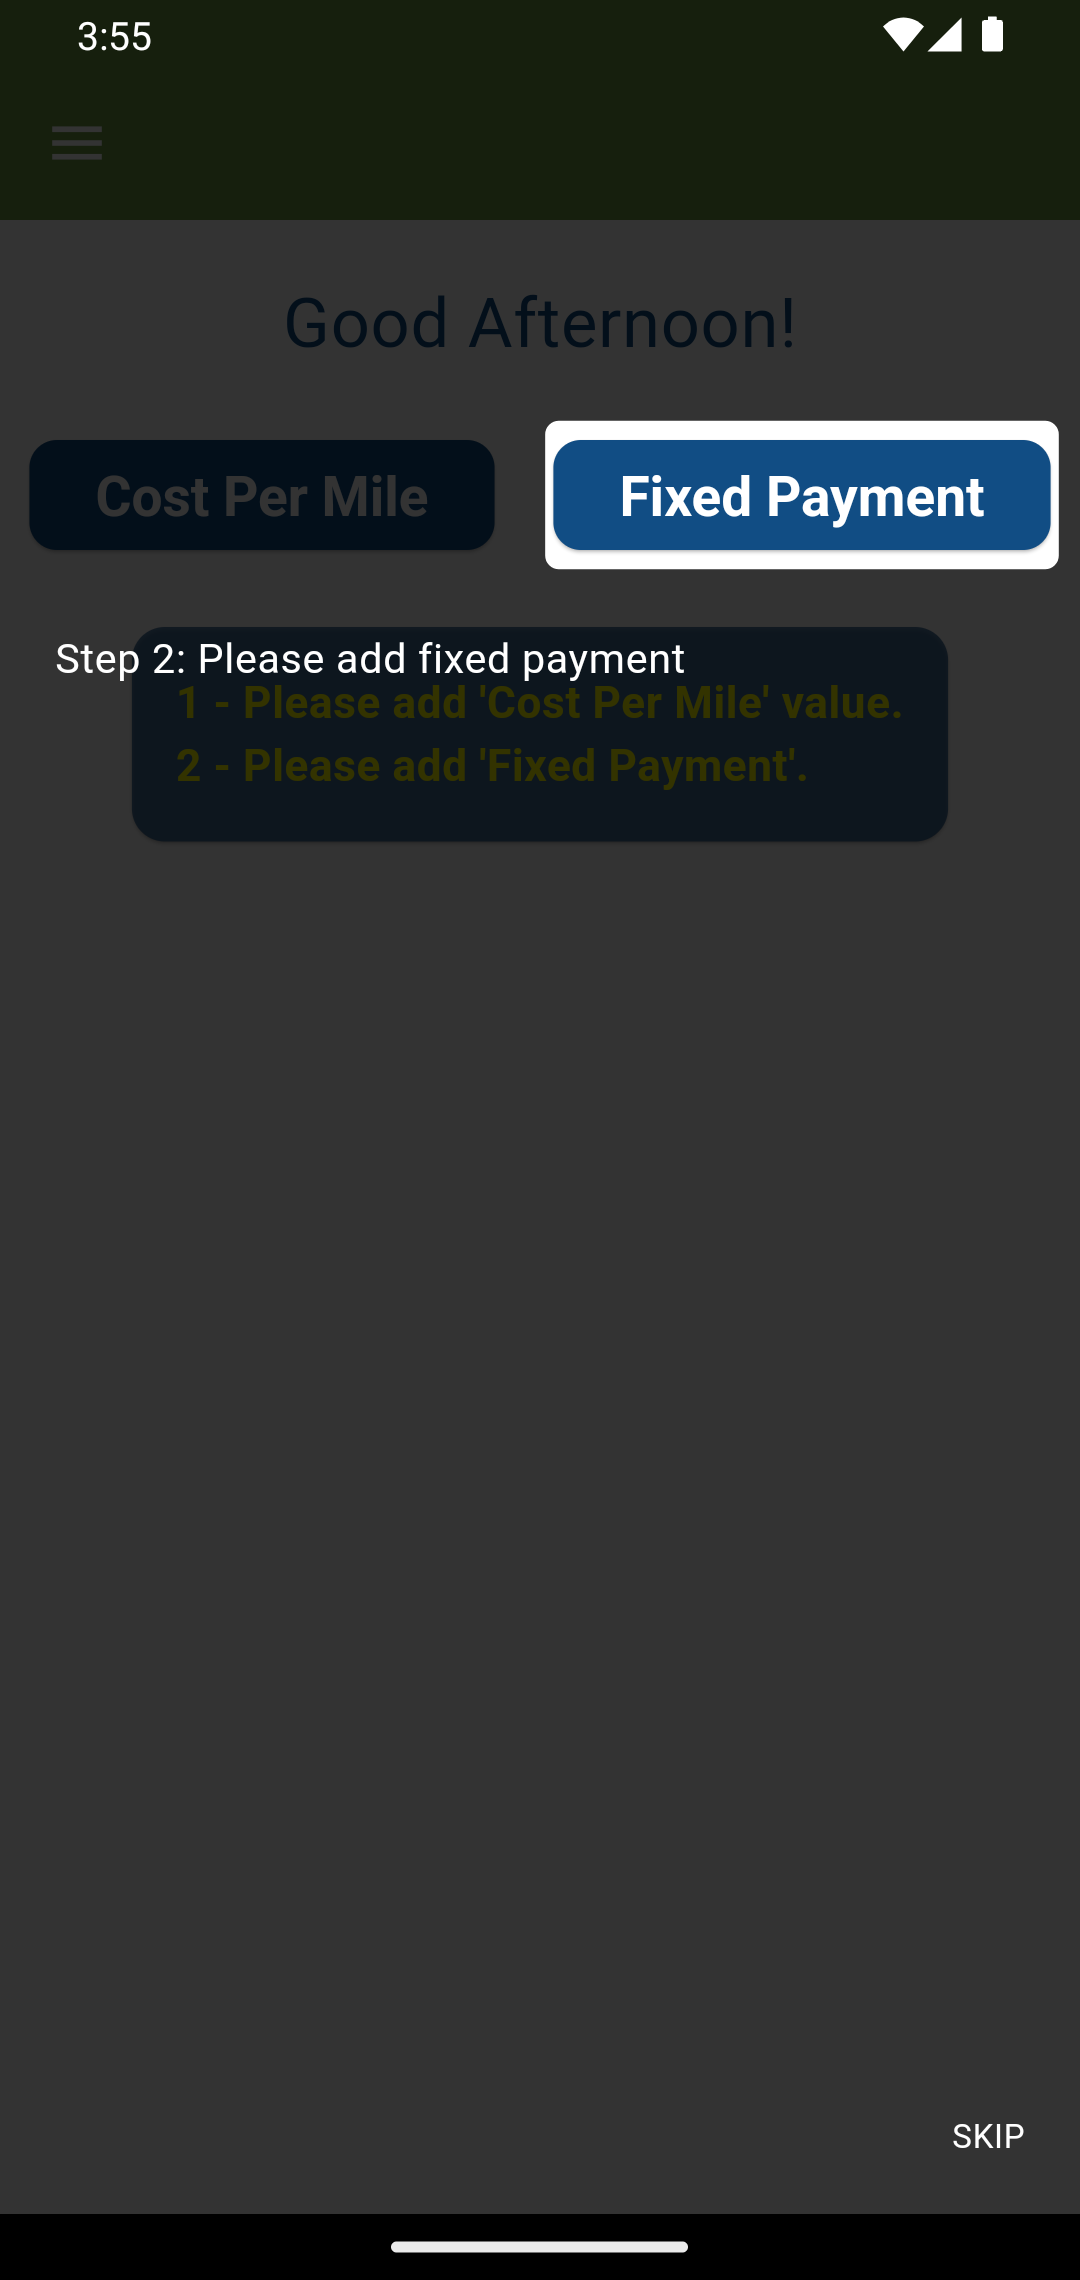 3:55
Good Afternoon!
Cost Per Mile
Fixed Payment
Step 2: Please add fixed payment
1 - Please add 'Cost Per Mile' value.
2 - Please add 'Fixed Payment'.
SKIP